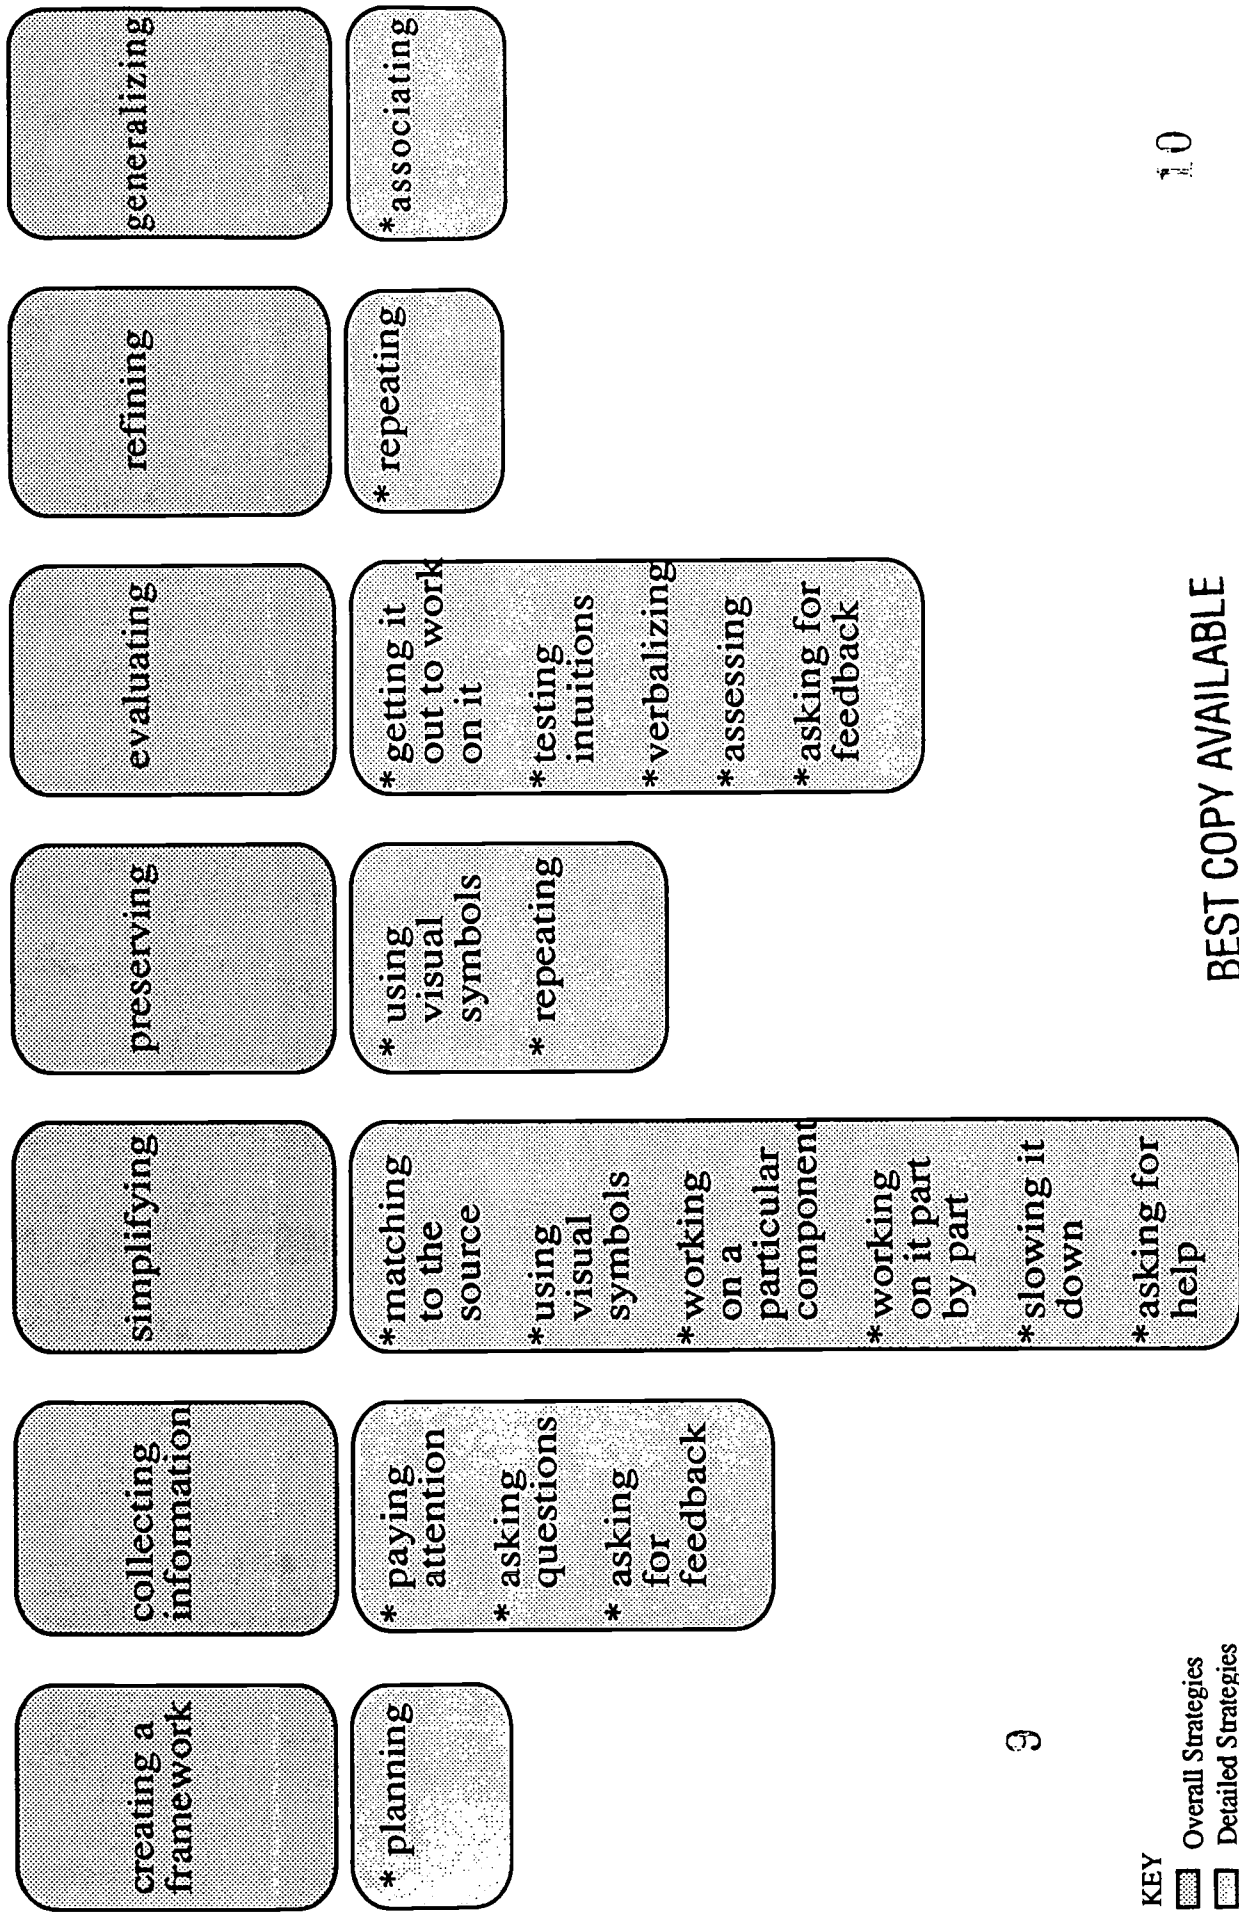 creating a
framework
* planning
collecting
information
* paying
attention
* asking
questions
* asking
for
feedback
simplifying
*matching
to the
source
*using
visual
symbols
*working
on a
particular
component
*working
on it part
by part
*slowing it
down
*asking for
help
preserving
* using
visual
symbols
* repeating
evaluating
*getting it
out to work
on it
*testing
intuitions
*verbalizing
*assessing
*asking for
feedback
refining
* repeating
generalizing
*associating
9
10
KEY
Overall Strategies
Detailed Strategies
BEST COPY AVAILABLE